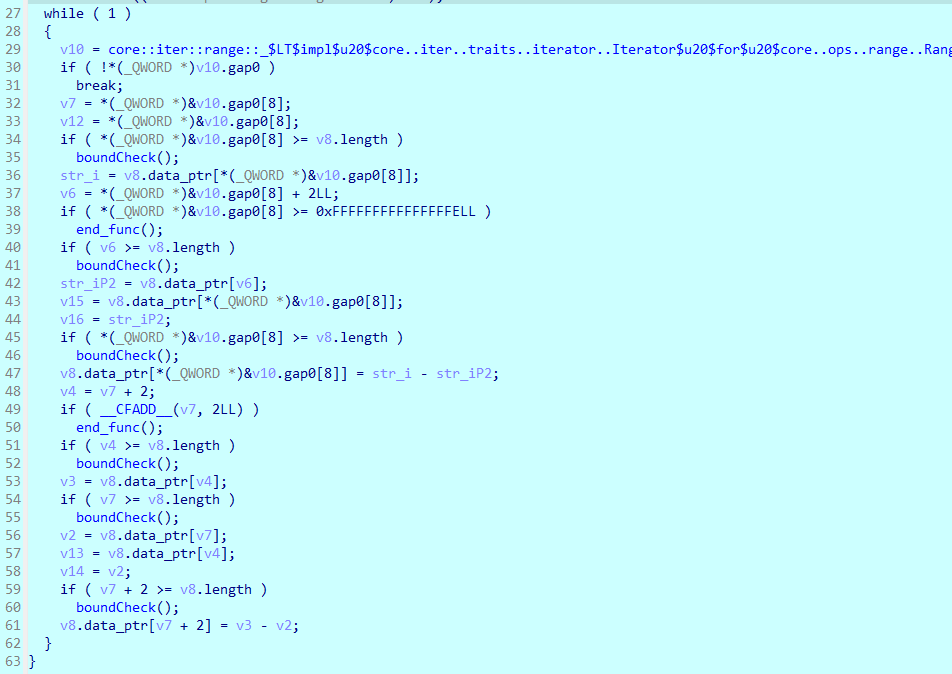 27 while ( 1 )
28 {
29 v10 = core::iter::range::_$LT$impl$u20$core..iter..traits..iterator..Iterator$u20$for$u20$core..ops..range..Rang
30 if ( !*(_QWORD *)v10.gap0 )
31 break;
32 v7 = *(_QWORD *)&v10.gap0[8];
33 v12 = *(_QWORD *)&v10.gap0[8];
34 if ( *(_QWORD *)&v10.gap0[8] >= v8.length )
35 boundCheck();
36 str_i = v8.data_ptr[*(_QWORD *)&v10.gap0[8]];
37 v6 = *(_QWORD *)&v10.gap0[8] + 2LL;
38 if ( *(_QWORD *)&v10.gap0[8] >= 0xFFFFFFFFFFFFFFFELL )
39 end_func();
40 if ( v6 >= v8.length )
41 boundCheck();
42 str_iP2 = v8.data_ptr[v6];
43 v15 = v8.data_ptr[*(_QWORD *)&v10.gap0[8]];
44 v16 = str_iP2;
45 if ( *(_QWORD *)&v10.gap0[8] >= v8.length )
46 boundCheck();
47 v8.data_ptr[*(_QWORD *)&v10.gap0[8]] = str_i - str_iP2;
48 v4 = v7 + 2;
49 if ( __CFADD__(v7, 2LL) )
50 end_func();
51 if ( v4 >= v8.length )
52 boundCheck();
53 v3 = v8.data_ptr[v4];
54 if ( v7 >= v8.length )
55 boundCheck();
56 v2 = v8.data_ptr[v7];
57 v13 = v8.data_ptr[v4];
58 v14 = v2;
59 if ( v7 + 2 >= v8.length )
60 boundCheck();
61 v8.data_ptr[v7 + 2] = v3 - v2;
62 }
63 }